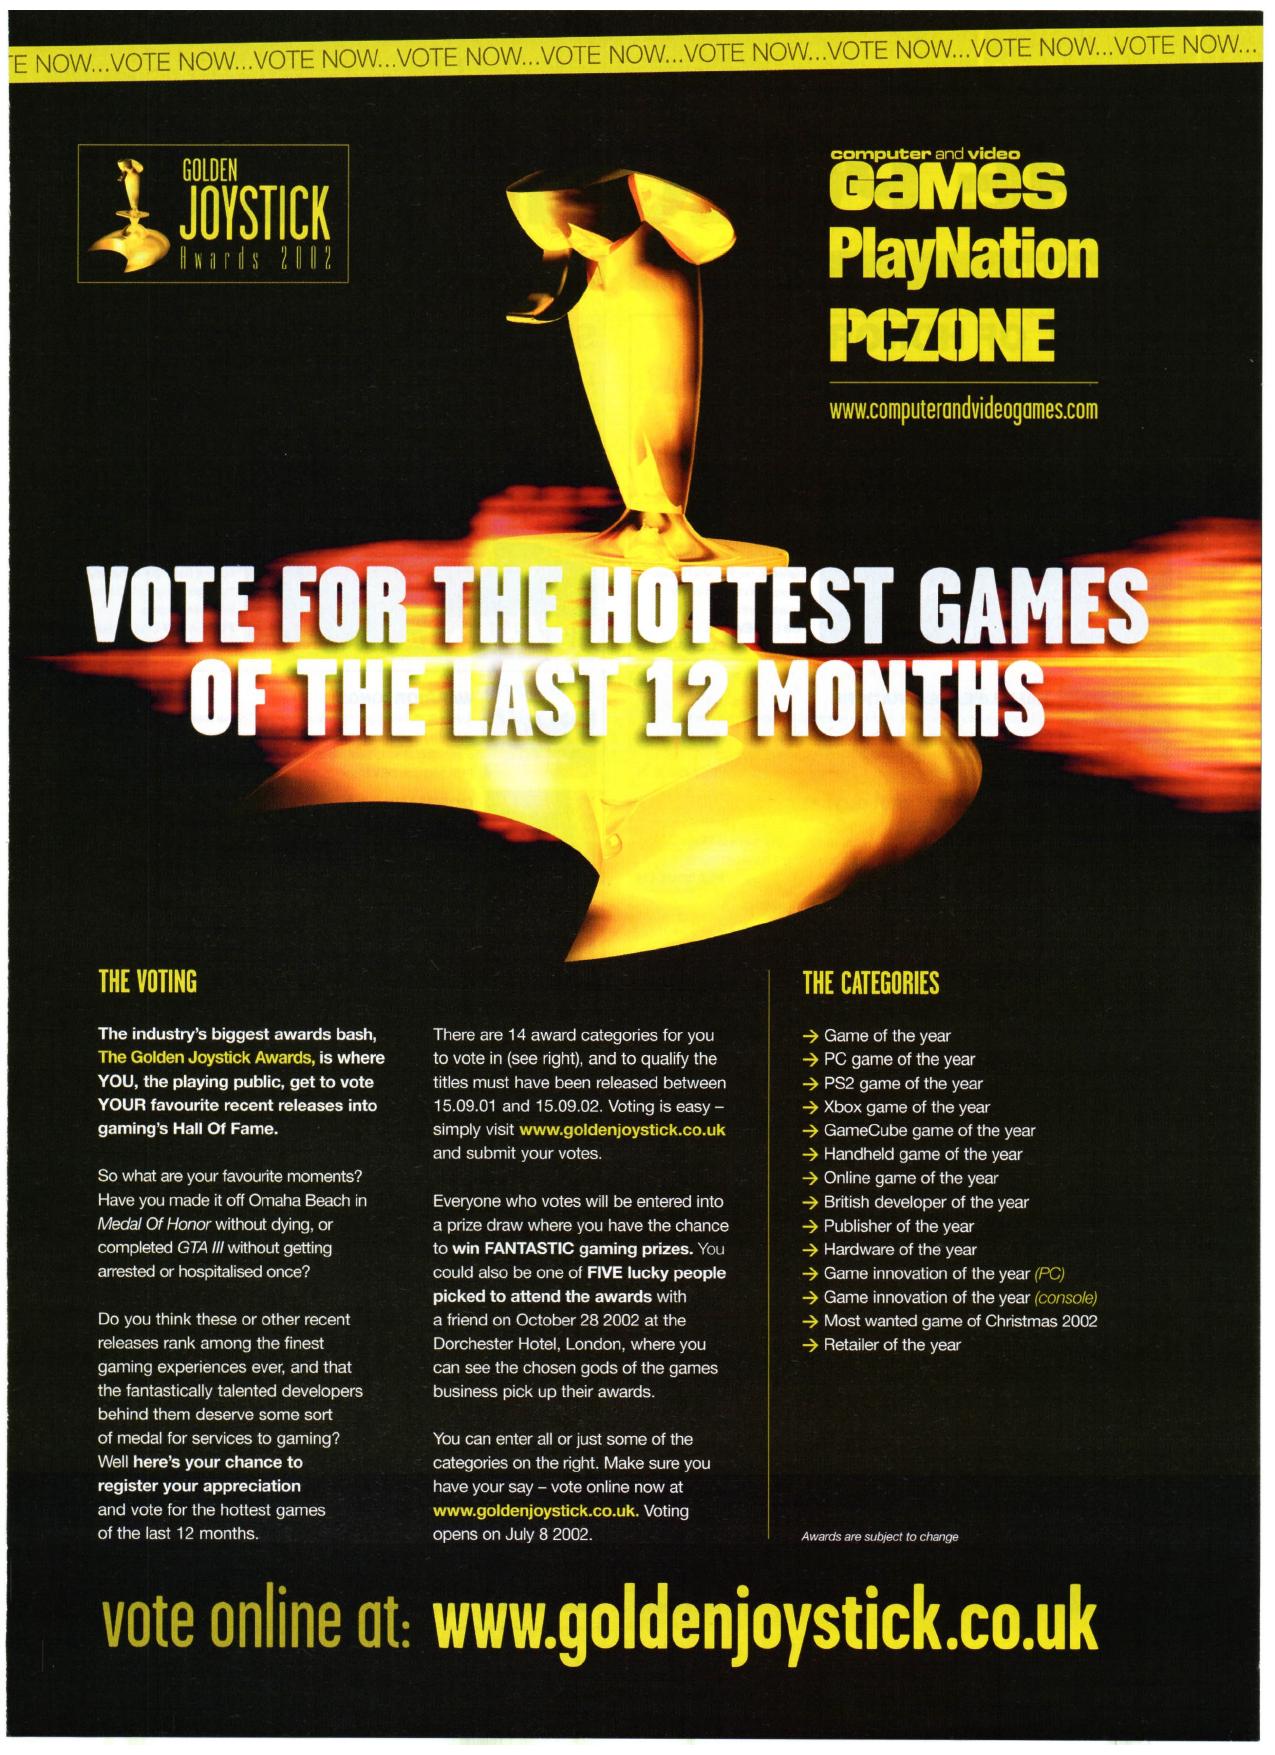 E NOW...VOTE NOW...VOTE NOW...VOTE NOW...VOTE NOW...VOTE NOW...VOTE NOW...VOTE NOW...VOTE NOW...
GOLDEN
JOYSTICK
Awards 2002
computer and video
GAMES
PlayNation
PCZONE
www.computerandvideogames.com
VOTE FOR THE HOTTEST GAMES
OF THE LAST 12 MONTHS
THE VOTING
The industry's biggest awards bash,
The Golden Joystick Awards, is where
YOU, the playing public, get to vote
YOUR favourite recent releases into
gaming's Hall Of Fame.
So what are your favourite moments?
Have you made it off Omaha Beach in
Medal Of Honor without dying, or
completed GTA III without getting
arrested or hospitalised once?
Do you think these or other recent
releases rank among the finest
gaming experiences ever, and that
the fantastically talented developers
behind them deserve some sort
of medal for services to gaming?
Well here's your chance to
register your appreciation
and vote for the hottest games
of the last 12 months.
There are 14 award categories for you
to vote in (see right), and to qualify the
titles must have been released between
15.09.01 and 15.09.02. Voting is easy –
simply visit www.goldenjoystick.co.uk
and submit your votes.
Everyone who votes will be entered into
a prize draw where you have the chance
to win FANTASTIC gaming prizes. You
could also be one of FIVE lucky people
picked to attend the awards with
a friend on October 28 2002 at the
Dorchester Hotel, London, where you
can see the chosen gods of the games
business pick up their awards.
You can enter all or just some of the
categories on the right. Make sure you
have your say – vote online now at
www.goldenjoystick.co.uk. Voting
opens on July 8 2002.
THE CATEGORIES
→ Game of the year
→ PC game of the year
→ PS2 game of the year
→ Xbox game of the year
→ GameCube game of the year
→ Handheld game of the year
→ Online game of the year
→ British developer of the year
→ Publisher of the year
→ Hardware of the year
→ Game innovation of the year (PC)
→ Game innovation of the year (console)
→ Most wanted game of Christmas 2002
→ Retailer of the year
Awards are subject to change
vote online at: www.goldenjoystick.co.uk